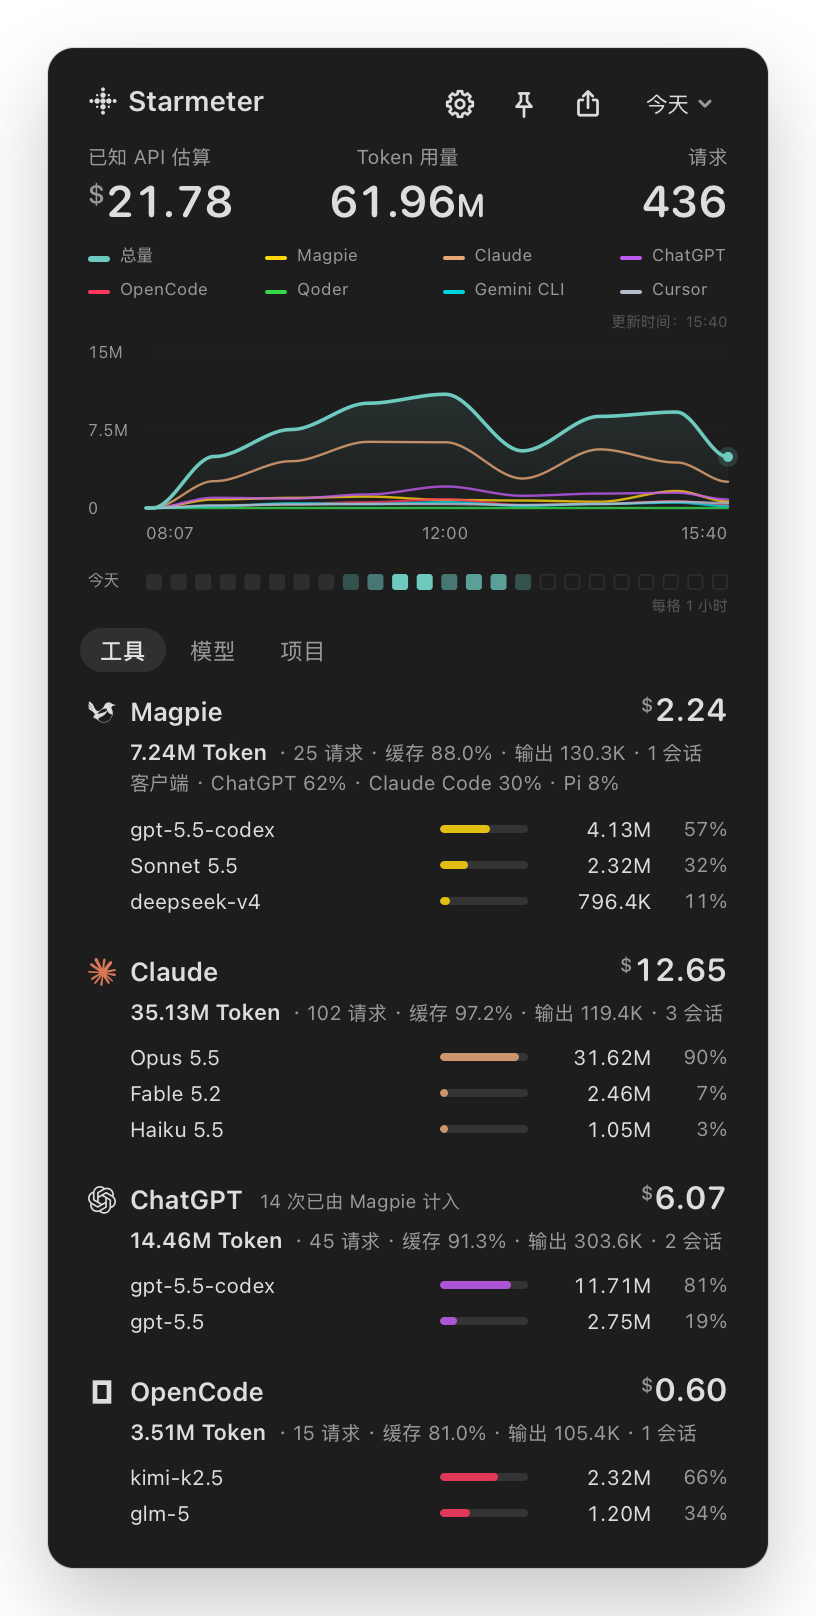 Starmeter
今天
已知 API 估算 Token 用量 请求
$21.78 61.96M 436
总量 Magpie Claude ChatGPT
OpenCode Qoder Gemini CLI Cursor
更新时间：15:40
15M
7.5M
0
08:07 12:00 15:40
今天
每格 1 小时
工具 模型 项目
Magpie $2.24
7.24M Token · 25 请求 · 缓存 88.0% · 输出 130.3K · 1 会话
客户端 · ChatGPT 62% · Claude Code 30% · Pi 8%
gpt-5.5-codex 4.13M 57%
Sonnet 5.5 2.32M 32%
deepseek-v4 796.4K 11%
Claude $12.65
35.13M Token · 102 请求 · 缓存 97.2% · 输出 119.4K · 3 会话
Opus 5.5 31.62M 90%
Fable 5.2 2.46M 7%
Haiku 5.5 1.05M 3%
ChatGPT 14 次已由 Magpie 计入 $6.07
14.46M Token · 45 请求 · 缓存 91.3% · 输出 303.6K · 2 会话
gpt-5.5-codex 11.71M 81%
gpt-5.5 2.75M 19%
OpenCode $0.60
3.51M Token · 15 请求 · 缓存 81.0% · 输出 105.4K · 1 会话
kimi-k2.5 2.32M 66%
glm-5 1.20M 34%